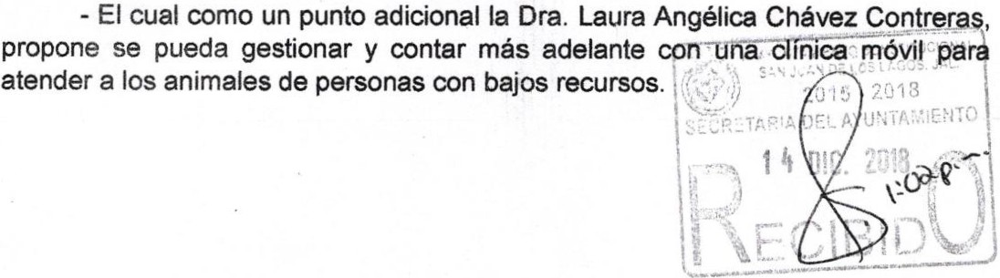 - El cual como un punto adicional la Dra. Laura Angélica Chávez Contreras,
propone se pueda gestionar y contar más adelante con una clínica móvil para
atender a los animales de personas con bajos recursos.
SAN JUAN DE LOS LAGOS, JAL.
2015 2018
SECRETARIA DEL AYUNTAMIENTO
14 DIC. 2018
1:02 p.m.
RECIBIDO